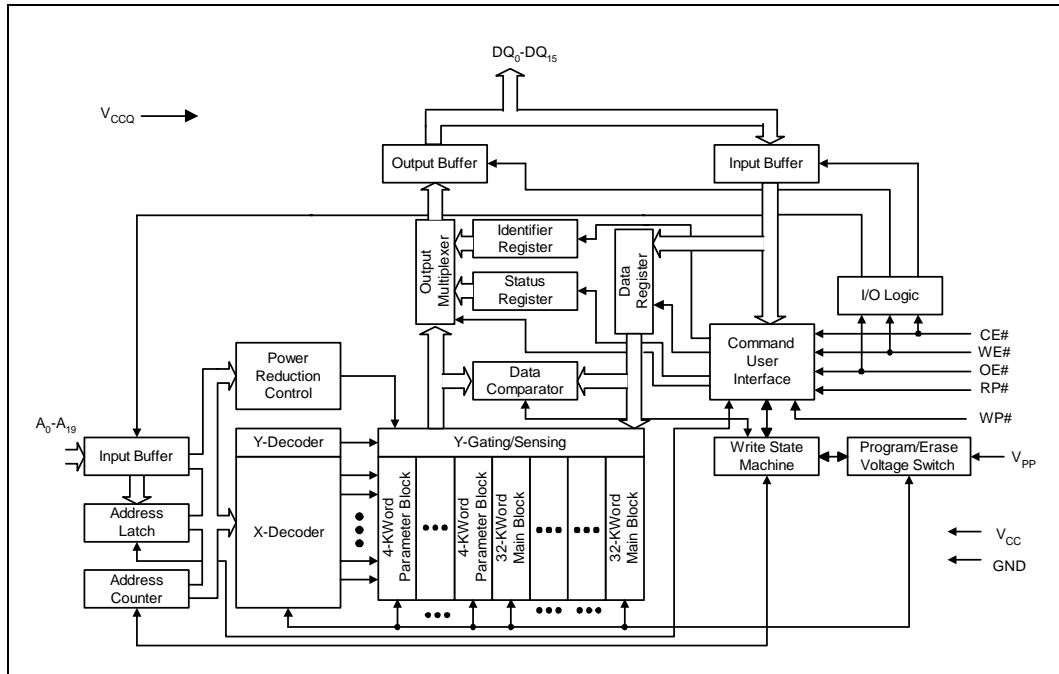 DQ0-DQ15
VCCQ
Output Buffer
Input Buffer
Output
Multiplexer
Identifier
Register
Status
Register
Data
Register
I/O Logic
Command
User
Interface
CE#
WE#
OE#
RP#
WP#
Power
Reduction
Control
Data
Comparator
A0-A19
Input Buffer
Y-Decoder
Y-Gating/Sensing
Write State
Machine
Program/Erase
Voltage Switch
VPP
Address
Latch
X-Decoder
4-KWord
Parameter Block
4-KWord
Parameter Block
32-KWord
Main Block
32-KWord
Main Block
VCC
GND
Address
Counter